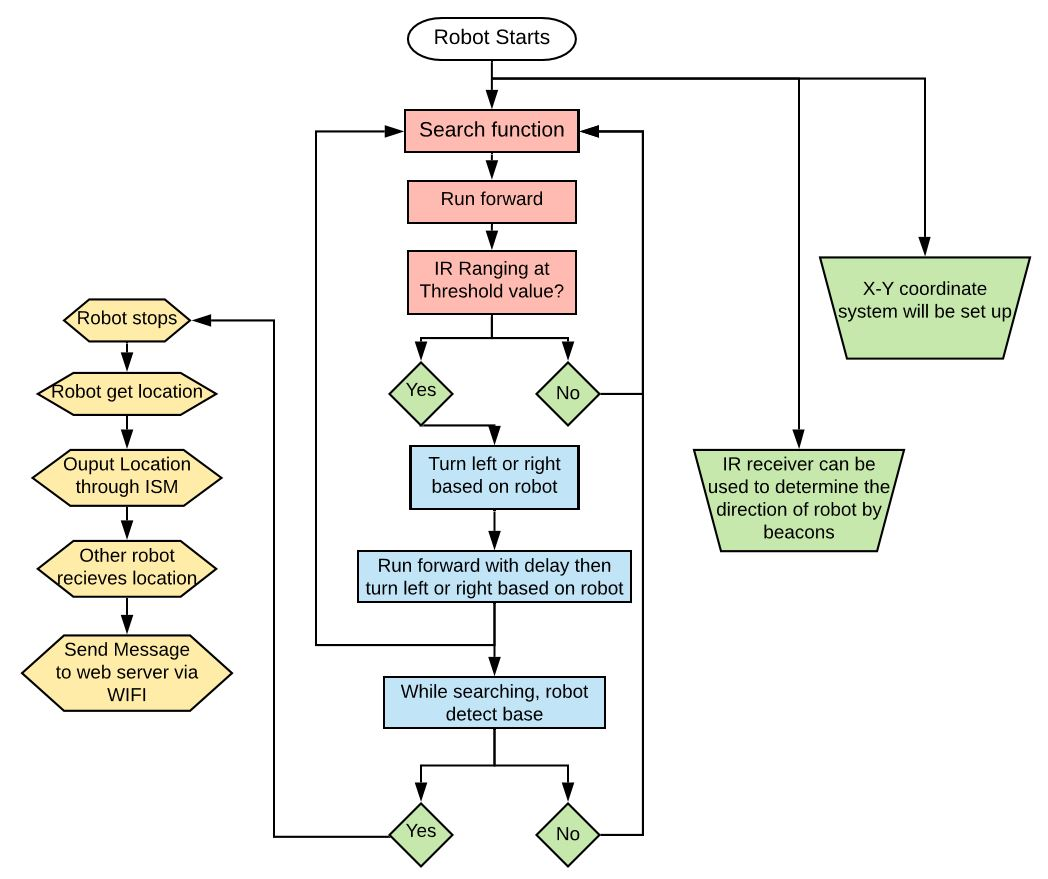 Robot Starts
Search function
Run forward
IR Ranging at
Threshold value?
Yes
No
Turn left or right
based on robot
Run forward with delay then
turn left or right based on robot
While searching, robot
detect base
Yes
No
Robot stops
Robot get location
Ouput Location
through ISM
Other robot
recieves location
Send Message
to web server via
WIFI
X-Y coordinate
system will be set up
IR receiver can be
used to determine the
direction of robot by
beacons